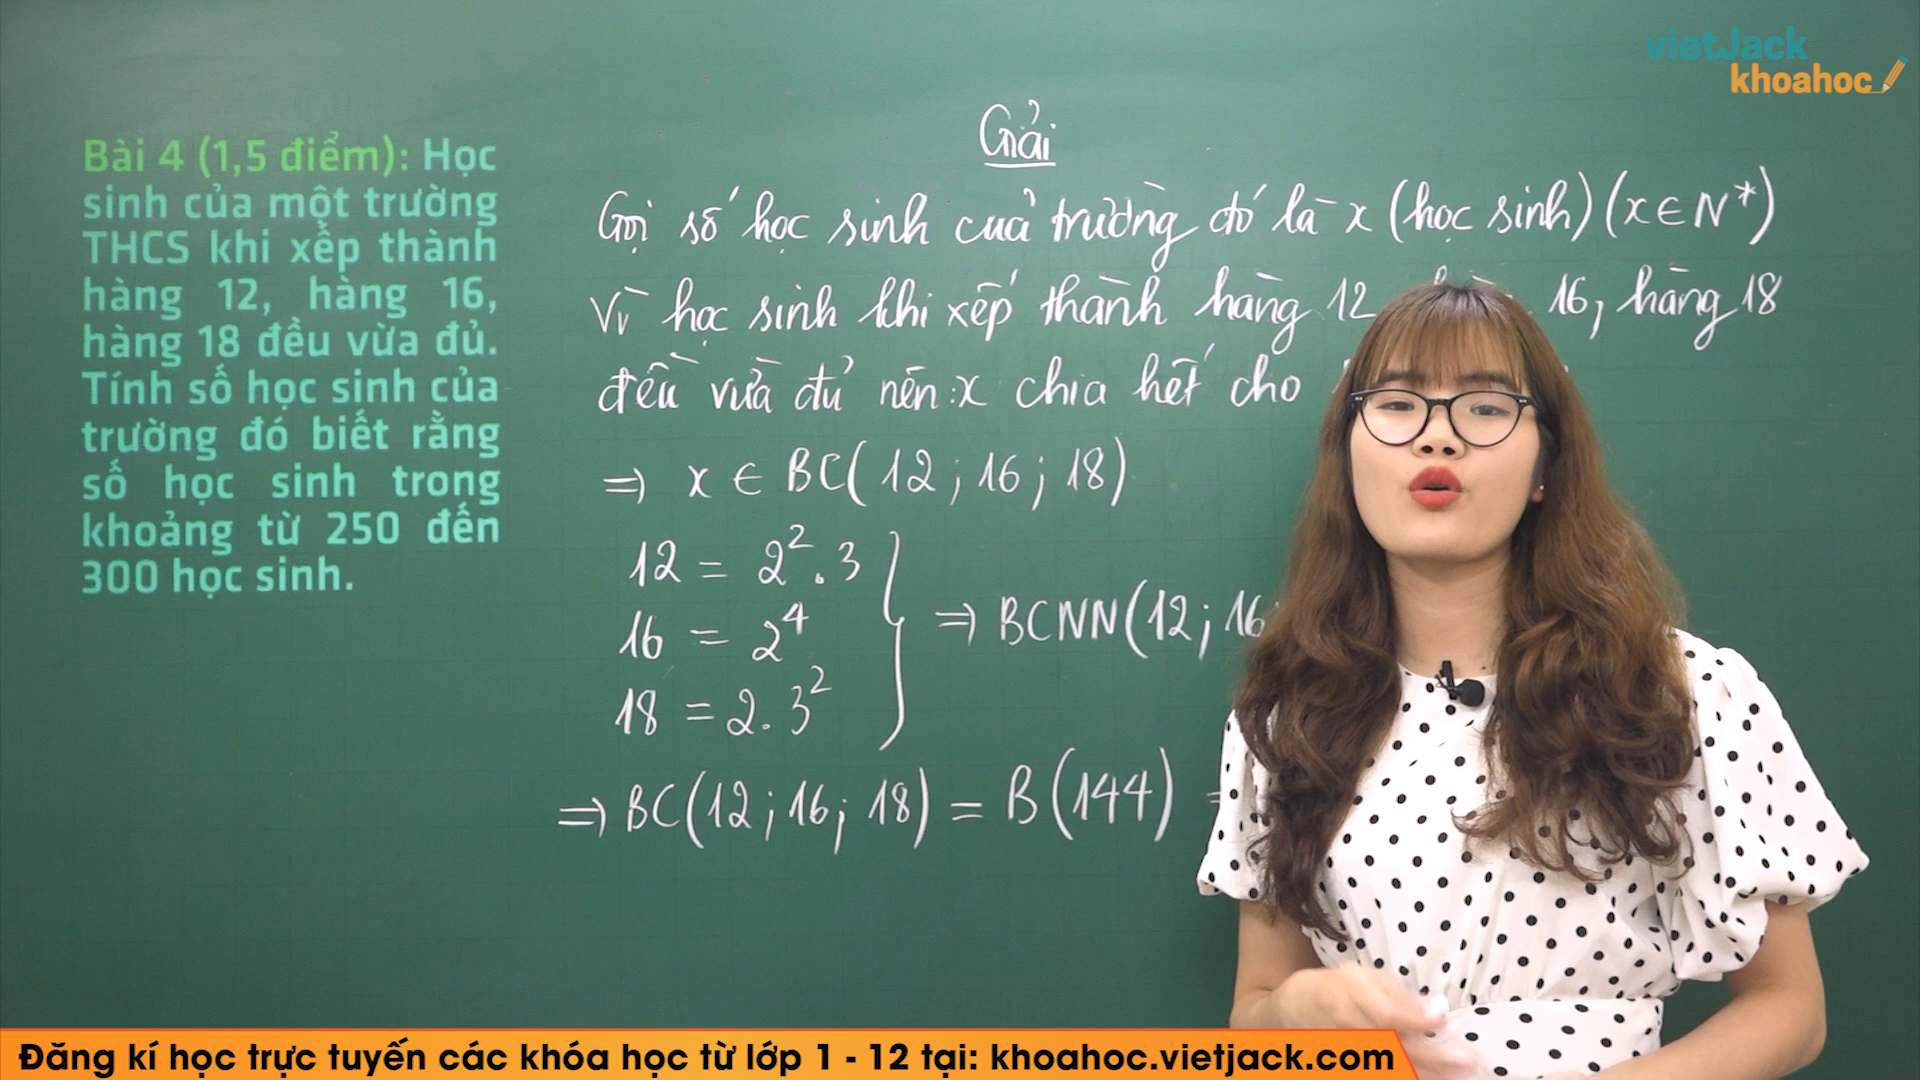 vietJack
khoahoc
Bài 4 (1,5 điểm): Học
sinh của một trường
THCS khi xếp thành
hàng 12, hàng 16,
hàng 18 đều vừa đủ.
Tính số học sinh của
trường đó biết rằng
số học sinh trong
khoảng từ 250 đến
300 học sinh.
Giải
Gọi số học sinh của trường đó là x (học sinh) (x ∈ N*)
Vì học sinh khi xếp thành hàng 12 16, hàng 18
đều vừa đủ nên: x chia hết cho
=> x ∈ BC(12; 16; 18)
12 = 2².3
16 = 2⁴
18 = 2.3²
=> BCNN(12; 16
=> BC(12; 16; 18) = B(144) =
Đăng kí học trực tuyến các khóa học từ lớp 1 - 12 tại: khoahoc.vietjack.com